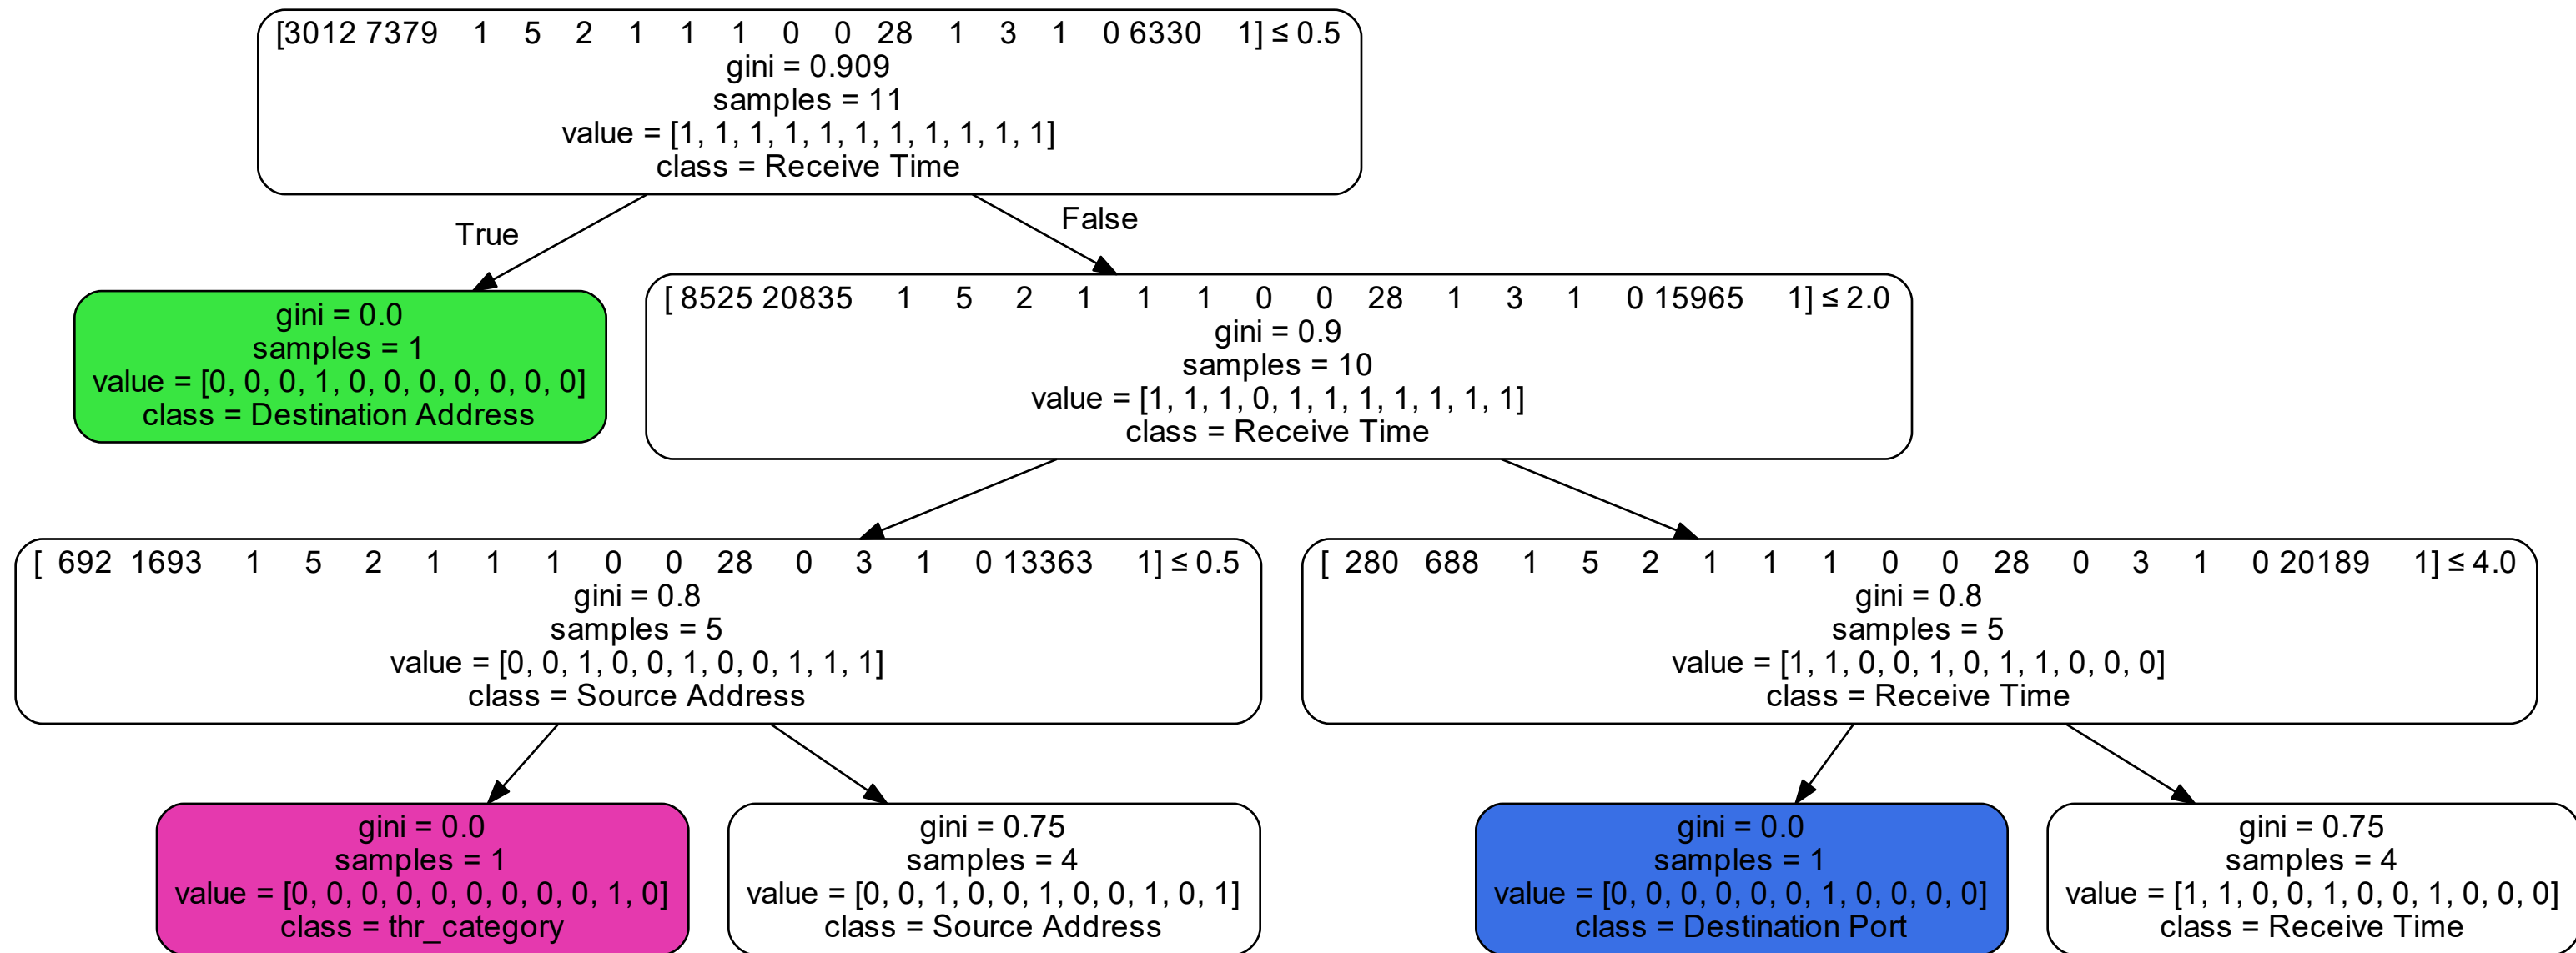 [3012 7379 1 5 2 1 1 1 0 0 28 1 3 1 0 6330 1] ≤ 0.5
gini = 0.909
samples = 11
value = [1, 1, 1, 1, 1, 1, 1, 1, 1, 1, 1]
class = Receive Time
True
False
gini = 0.0
samples = 1
value = [0, 0, 0, 1, 0, 0, 0, 0, 0, 0, 0]
class = Destination Address
[ 8525 20835 1 5 2 1 1 1 0 0 28 1 3 1 0 15965 1] ≤ 2.0
gini = 0.9
samples = 10
value = [1, 1, 1, 0, 1, 1, 1, 1, 1, 1, 1]
class = Receive Time
[ 692 1693 1 5 2 1 1 1 0 0 28 0 3 1 0 13363 1] ≤ 0.5
gini = 0.8
samples = 5
value = [0, 0, 1, 0, 0, 1, 0, 0, 1, 1, 1]
class = Source Address
[ 280 688 1 5 2 1 1 1 0 0 28 0 3 1 0 20189 1] ≤ 4.0
gini = 0.8
samples = 5
value = [1, 1, 0, 0, 1, 0, 1, 1, 0, 0, 0]
class = Receive Time
gini = 0.0
samples = 1
value = [0, 0, 0, 0, 0, 0, 0, 0, 0, 1, 0]
class = thr_category
gini = 0.75
samples = 4
value = [0, 0, 1, 0, 0, 1, 0, 0, 1, 0, 1]
class = Source Address
gini = 0.0
samples = 1
value = [0, 0, 0, 0, 0, 0, 1, 0, 0, 0, 0]
class = Destination Port
gini = 0.75
samples = 4
value = [1, 1, 0, 0, 1, 0, 0, 1, 0, 0, 0]
class = Receive Time